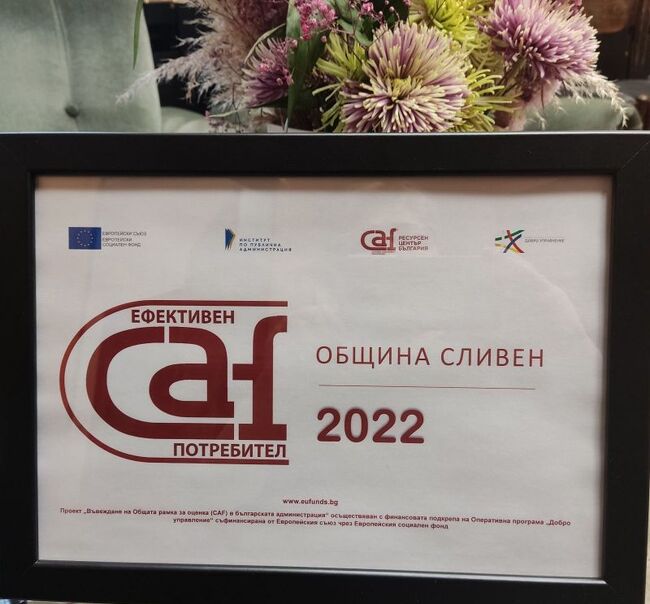 ЕВРОПЕЙСКИ СЪЮЗ
ЕВРОПЕЙСКИ
СОЦИАЛЕН ФОНД
ИНСТИТУТ
ПО ПУБЛИЧНА
АДМИНИСТРАЦИЯ
caf РЕСУРСЕН
ЦЕНТЪР
БЪЛГАРИЯ
ДОБРО УПРАВЛЕНИЕ
ЕФЕКТИВЕН
caf
ПОТРЕБИТЕЛ
ОБЩИНА СЛИВЕН
2022
www.eufunds.bg
Проект „Въвеждане на Общата рамка за оценка (CAF) в българската администрация“ осъществяван с финансовата подкрепа на Оперативна програма „Добро
управление“ съфинансирана от Европейския съюз чрез Европейския социален фонд